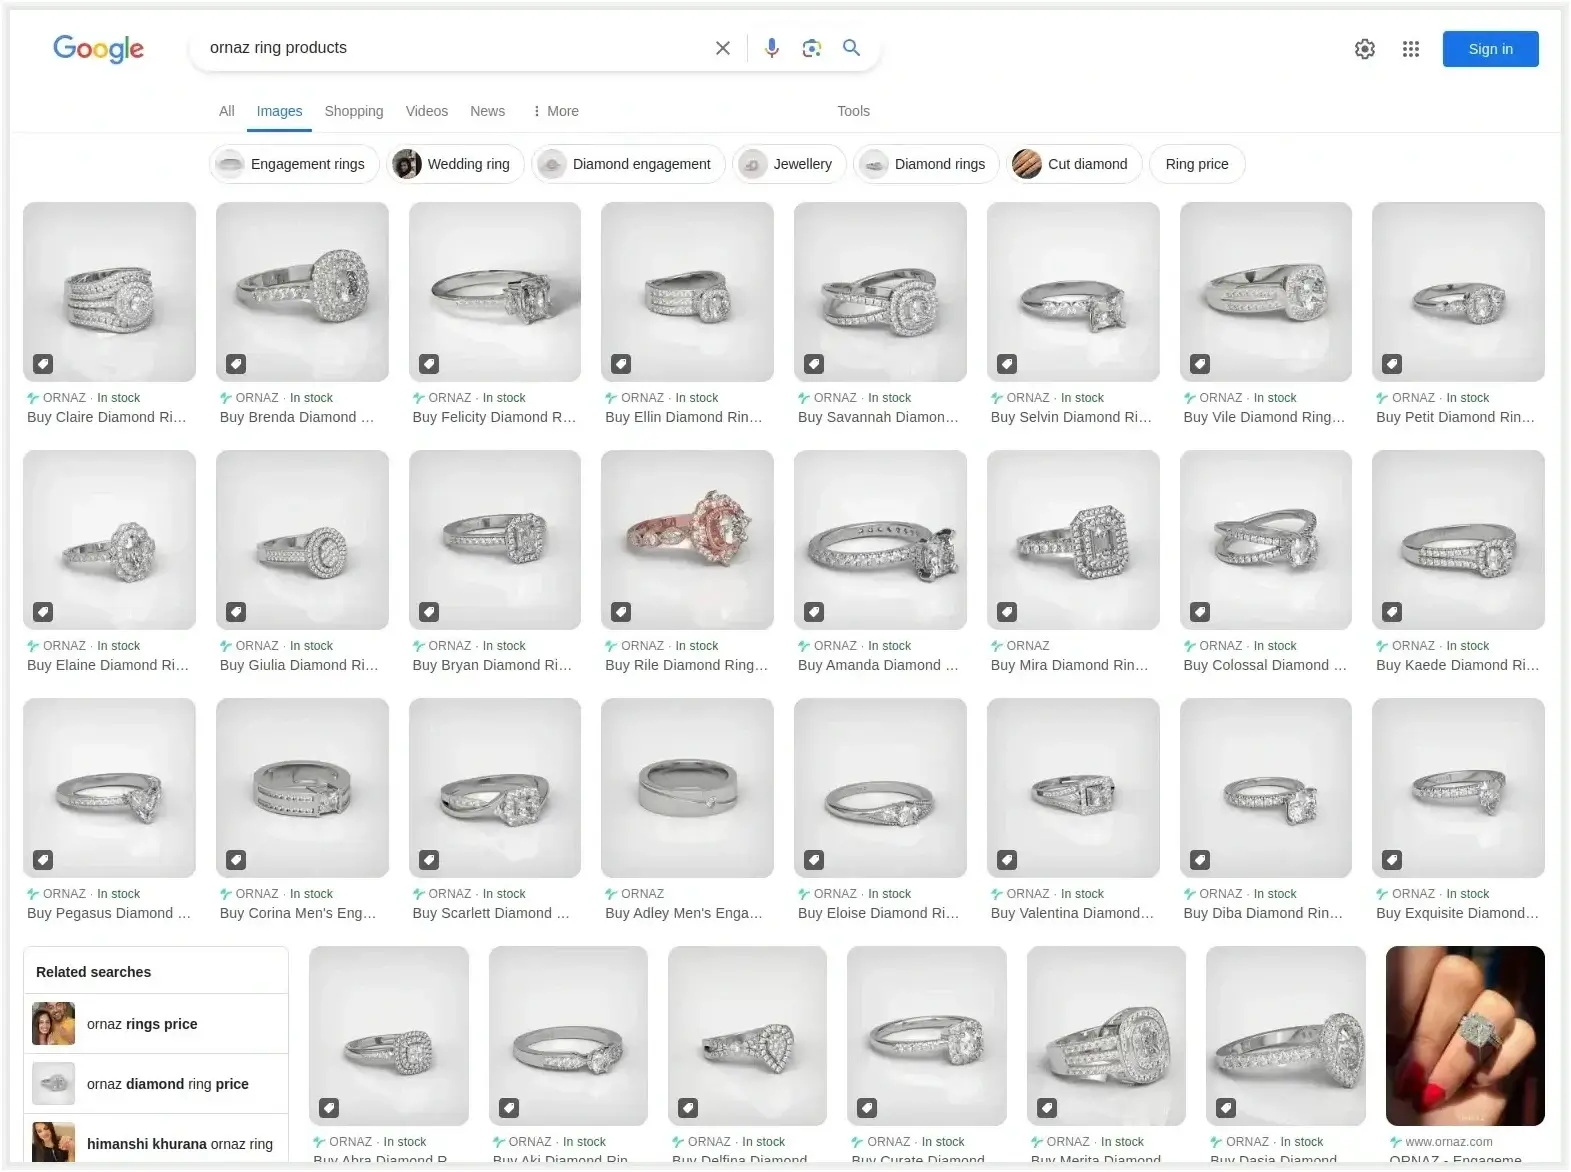 Google
ornaz ring products
Sign in
All
Images
Shopping
Videos
News
More
Tools
Engagement rings
Wedding ring
Diamond engagement
Jewellery
Diamond rings
Cut diamond
Ring price
ORNAZ · In stock
Buy Claire Diamond Ri...
ORNAZ · In stock
Buy Brenda Diamond ...
ORNAZ · In stock
Buy Felicity Diamond R...
ORNAZ · In stock
Buy Ellin Diamond Rin...
ORNAZ · In stock
Buy Savannah Diamon...
ORNAZ · In stock
Buy Selvin Diamond Ri...
ORNAZ · In stock
Buy Vile Diamond Ring...
ORNAZ · In stock
Buy Petit Diamond Rin...
ORNAZ · In stock
Buy Elaine Diamond Ri...
ORNAZ · In stock
Buy Giulia Diamond Ri...
ORNAZ · In stock
Buy Bryan Diamond Ri...
ORNAZ · In stock
Buy Rile Diamond Ring...
ORNAZ · In stock
Buy Amanda Diamond ...
ORNAZ
Buy Mira Diamond Rin...
ORNAZ · In stock
Buy Colossal Diamond ...
ORNAZ · In stock
Buy Kaede Diamond Ri...
ORNAZ · In stock
Buy Pegasus Diamond ...
ORNAZ · In stock
Buy Corina Men's Eng...
ORNAZ · In stock
Buy Scarlett Diamond ...
ORNAZ
Buy Adley Men's Enga...
ORNAZ · In stock
Buy Eloise Diamond Ri...
ORNAZ · In stock
Buy Valentina Diamond...
ORNAZ · In stock
Buy Diba Diamond Rin...
ORNAZ · In stock
Buy Exquisite Diamond...
Related searches
ornaz rings price
ornaz diamond ring price
himanshi khurana ornaz ring
ORNAZ · In stock
Buy Abra Diamond R
ORNAZ · In stock
Buy Aki Diamond Rin
ORNAZ · In stock
Buy Delfina Diamond
ORNAZ · In stock
Buy Curate Diamond
ORNAZ · In stock
Buy Merita Diamond
ORNAZ · In stock
Buy Dasia Diamond
www.ornaz.com
ORNAZ - Engageme